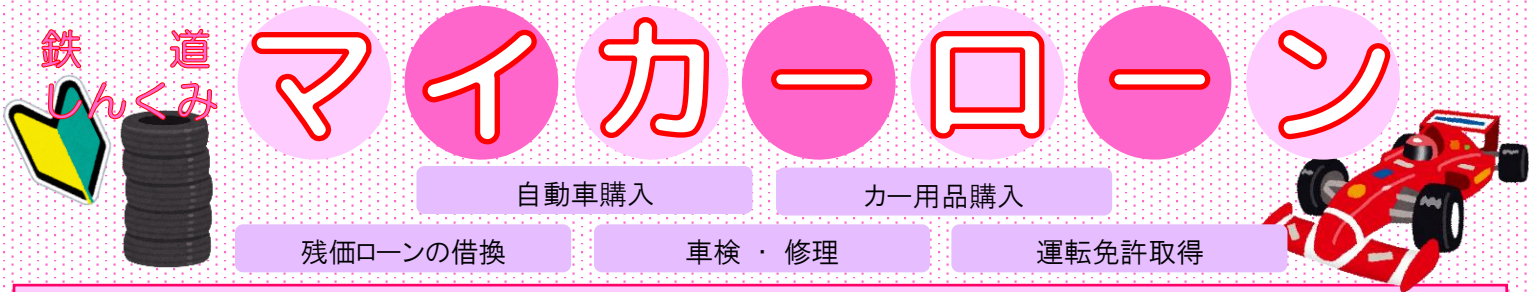 鉄 道
しんくみ
マイカーローン
自動車購入
カー用品購入
残価ローンの借換
車検 ・ 修理
運転免許取得